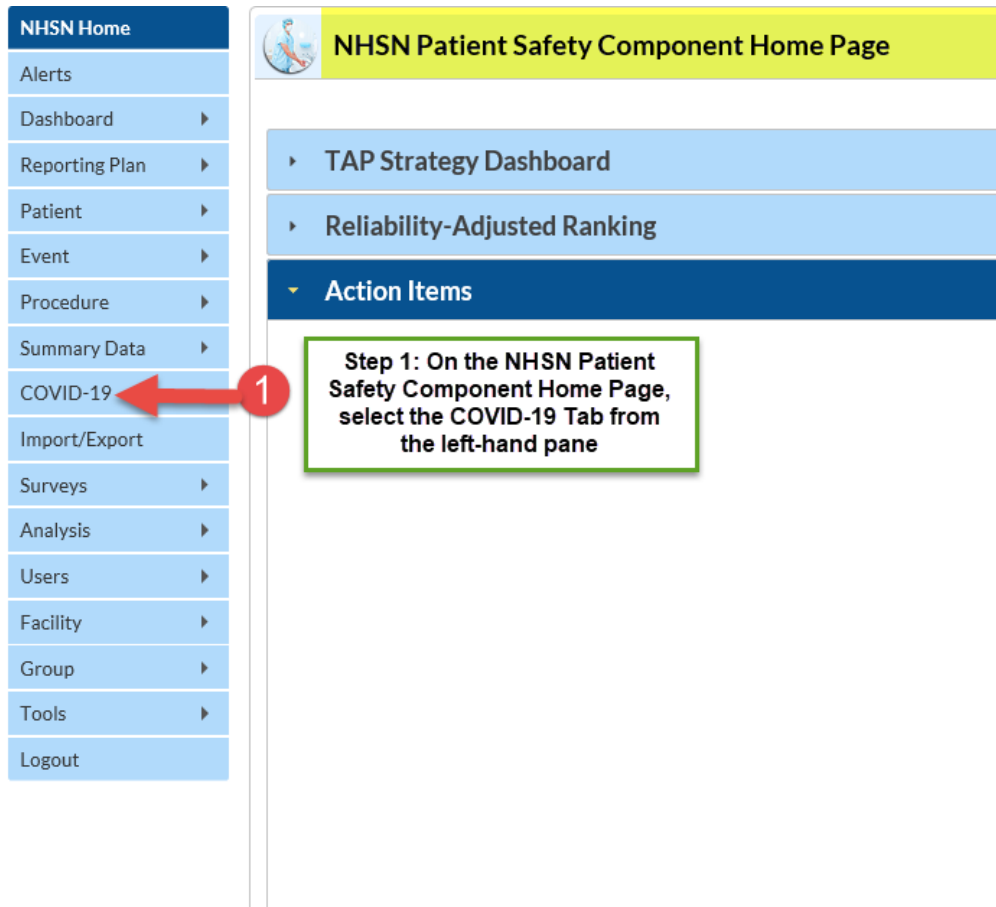 NHSN Home
Alerts
Dashboard
Reporting Plan
Patient
Event
Procedure
Summary Data
COVID-19
Import/Export
Surveys
Analysis
Users
Facility
Group
Tools
Logout
NHSN Patient Safety Component Home Page
TAP Strategy Dashboard
Reliability-Adjusted Ranking
Action Items
1
Step 1: On the NHSN Patient
Safety Component Home Page,
select the COVID-19 Tab from
the left-hand pane